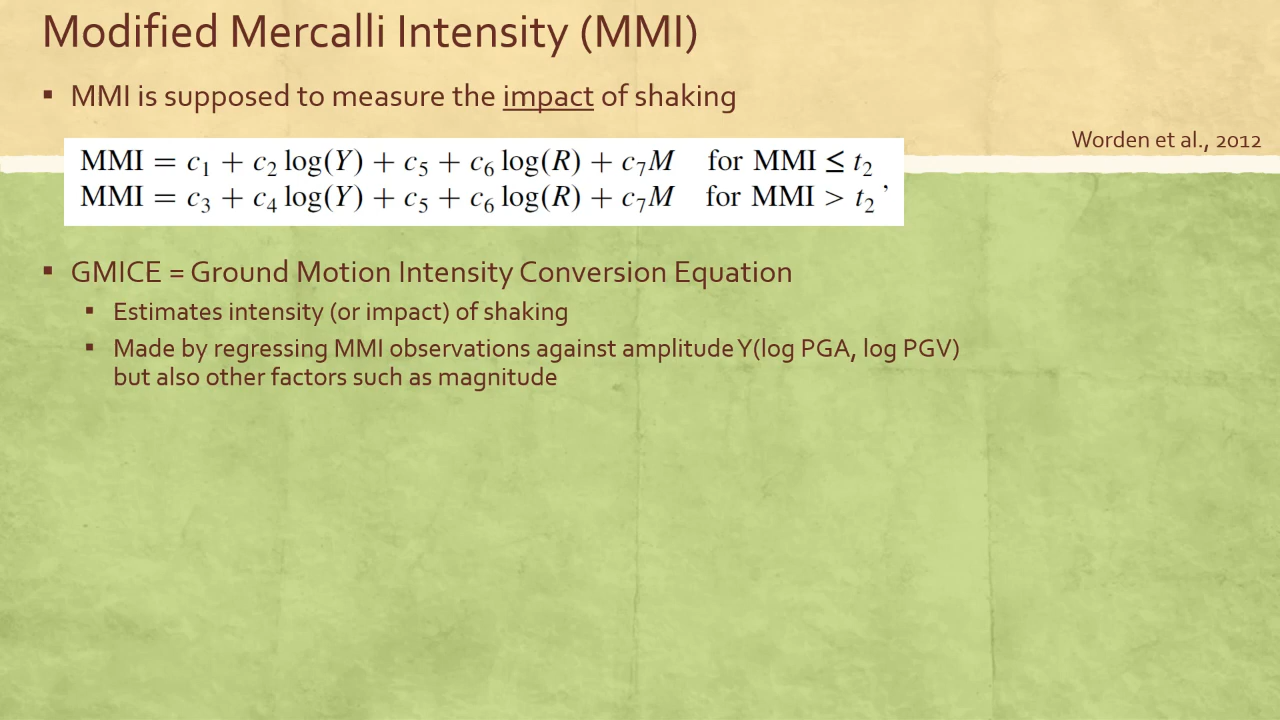 Modified Mercalli Intensity (MMI)
▪ MMI is supposed to measure the impact of shaking
Worden et al., 2012
MMI = c₁ + c₂ log(Y) + c₅ + c₆ log(R) + c₇M for MMI ≤ t₂
MMI = c₃ + c₄ log(Y) + c₅ + c₆ log(R) + c₇M for MMI > t₂ ,
▪ GMICE = Ground Motion Intensity Conversion Equation
▪ Estimates intensity (or impact) of shaking
▪ Made by regressing MMI observations against amplitude Y(log PGA, log PGV)
but also other factors such as magnitude